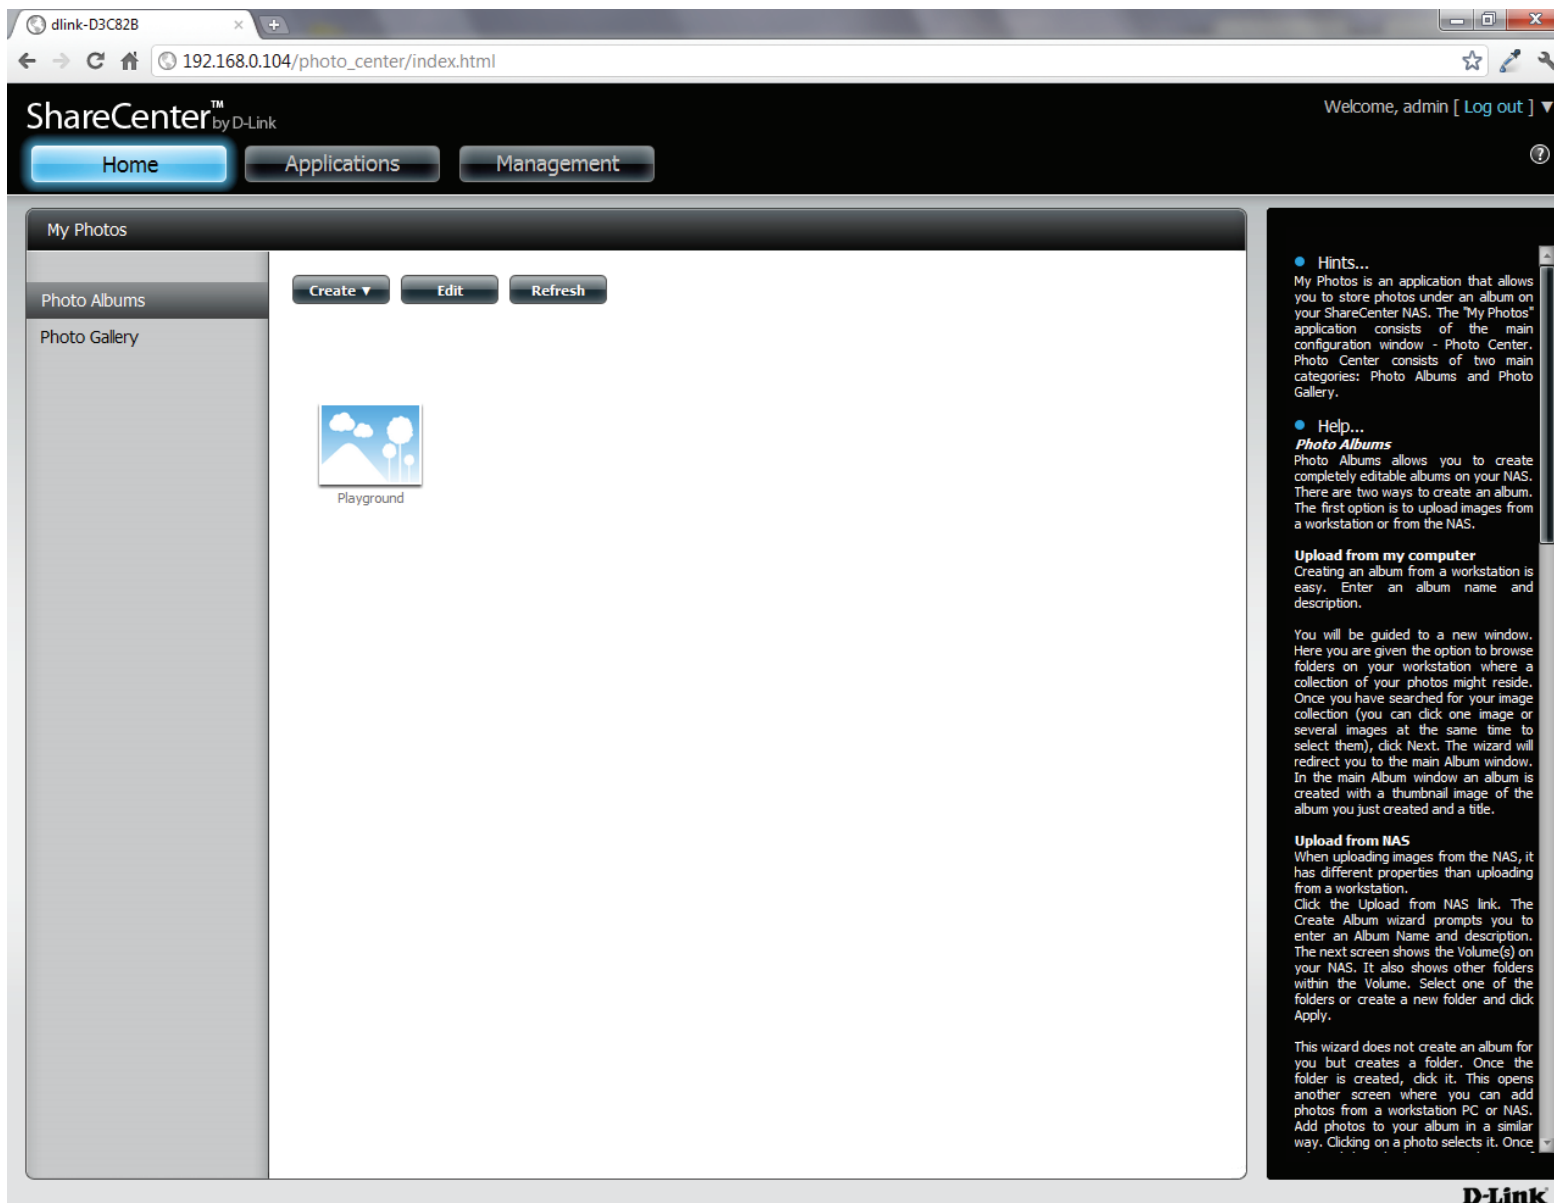 dlink-D3C82B
192.168.0.104/photo_center/index.html
ShareCenter™ by D-Link
Welcome, admin [ Log out ] ▼
Home
Applications
Management
?
My Photos
Photo Albums
Photo Gallery
Create ▼
Edit
Refresh
Playground
Hints...
My Photos is an application that allows
you to store photos under an album on
your ShareCenter NAS. The "My Photos"
application consists of the main
configuration window - Photo Center.
Photo Center consists of two main
categories: Photo Albums and Photo
Gallery.
Help...
Photo Albums
Photo Albums allows you to create
completely editable albums on your NAS.
There are two ways to create an album.
The first option is to upload images from
a workstation or from the NAS.
Upload from my computer
Creating an album from a workstation is
easy. Enter an album name and
description.
You will be guided to a new window.
Here you are given the option to browse
folders on your workstation where a
collection of your photos might reside.
Once you have searched for your image
collection (you can click one image or
several images at the same time to
select them), click Next. The wizard will
redirect you to the main Album window.
In the main Album window an album is
created with a thumbnail image of the
album you just created and a title.
Upload from NAS
When uploading images from the NAS, it
has different properties than uploading
from a workstation.
Click the Upload from NAS link. The
Create Album wizard prompts you to
enter an Album Name and description.
The next screen shows the Volume(s) on
your NAS. It also shows other folders
within the Volume. Select one of the
folders or create a new folder and click
Apply.
This wizard does not create an album for
you but creates a folder. Once the
folder is created, click it. This opens
another screen where you can add
photos from a workstation PC or NAS.
Add photos to your album in a similar
way. Clicking on a photo selects it. Once
D-Link